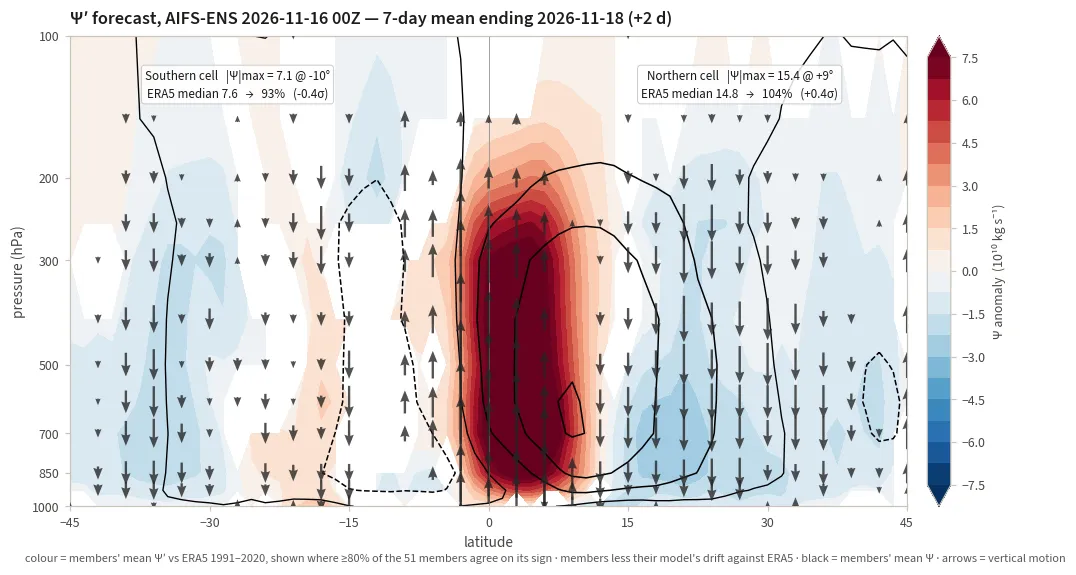 Ψ′ forecast, AIFS-ENS 2026-11-16 00Z — 7-day mean ending 2026-11-18 (+2 d)
Southern cell |Ψ|max = 7.1 @ -10°
ERA5 median 7.6 → 93% (-0.4σ)
Northern cell |Ψ|max = 15.4 @ +9°
ERA5 median 14.8 → 104% (+0.4σ)
100
200
300
400
500
700
850
1000
pressure (hPa)
−45
−30
−15
0
15
30
45
latitude
7.5
6.0
4.5
3.0
1.5
0.0
−1.5
−3.0
−4.5
−6.0
−7.5
Ψ anomaly (10¹⁰ kg s⁻¹)
colour = members' mean Ψ′ vs ERA5 1991–2020, shown where ≥80% of the 51 members agree on its sign · members less their model's drift against ERA5 · black = members' mean Ψ · arrows = vertical motion